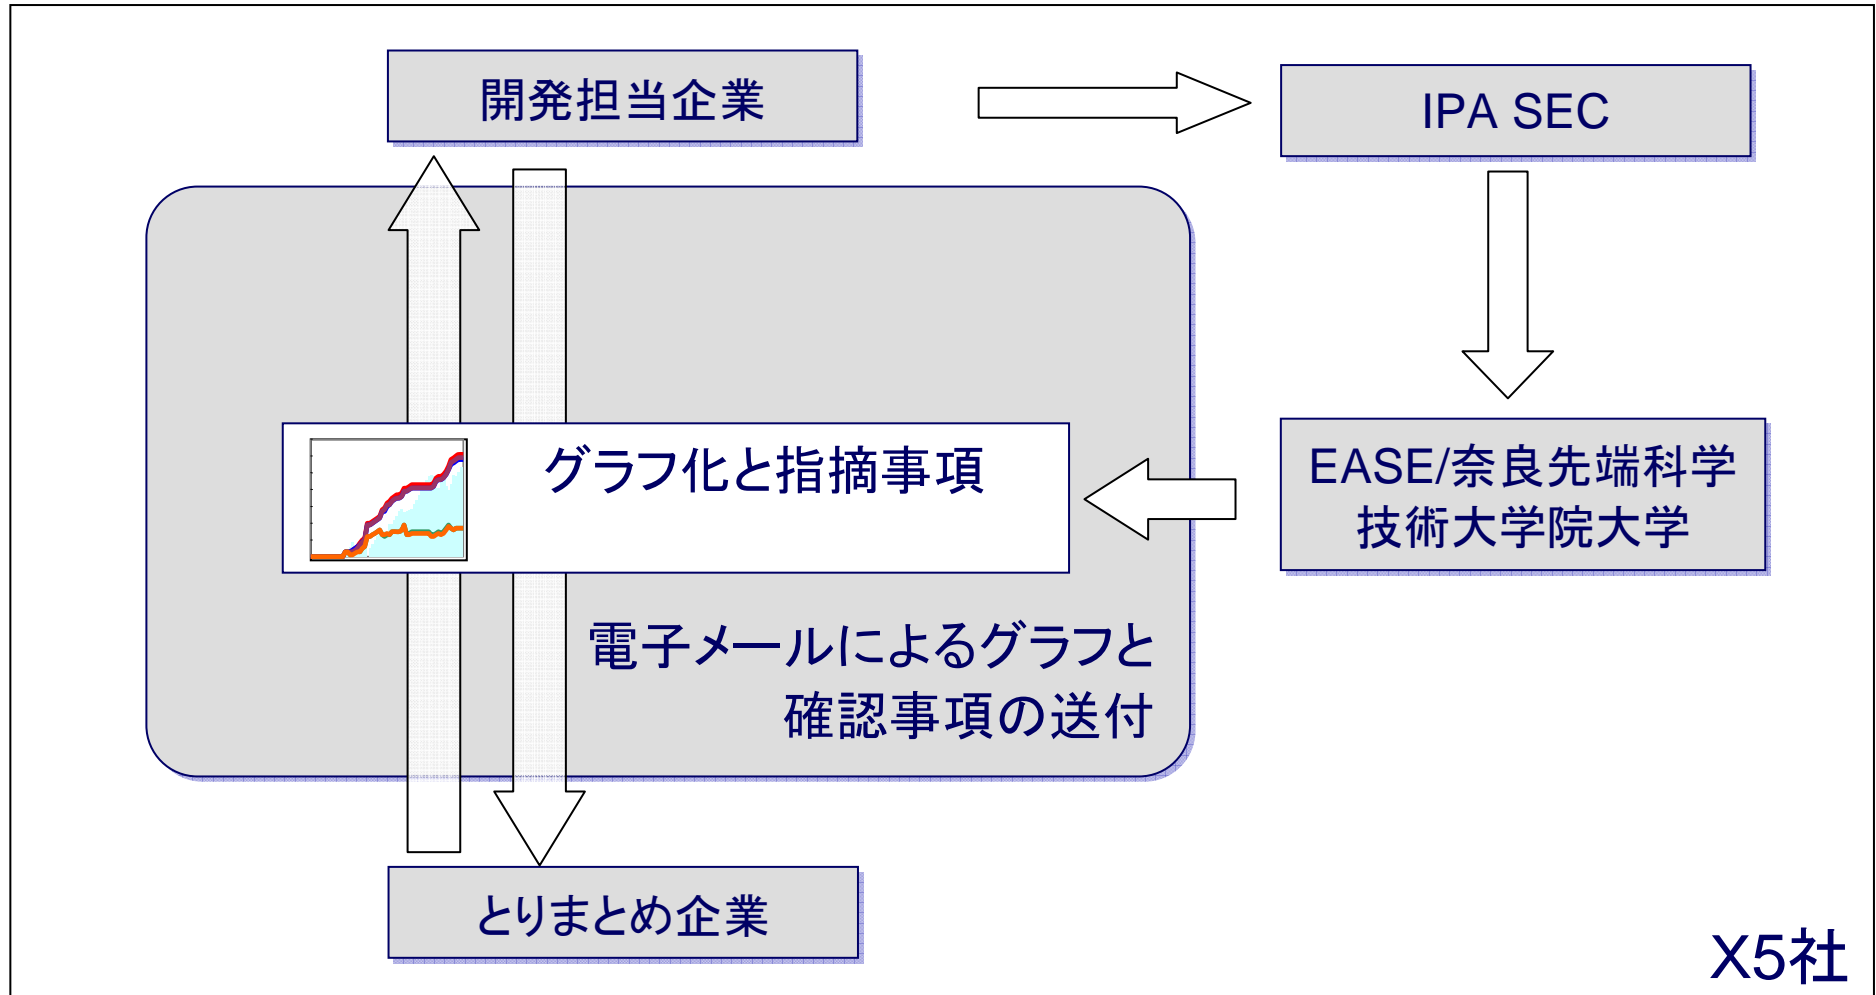 開発担当企業
IPA SEC
グラフ化と指摘事項
EASE/奈良先端科学
技術大学院大学
電子メールによるグラフと
確認事項の送付
とりまとめ企業
X5社